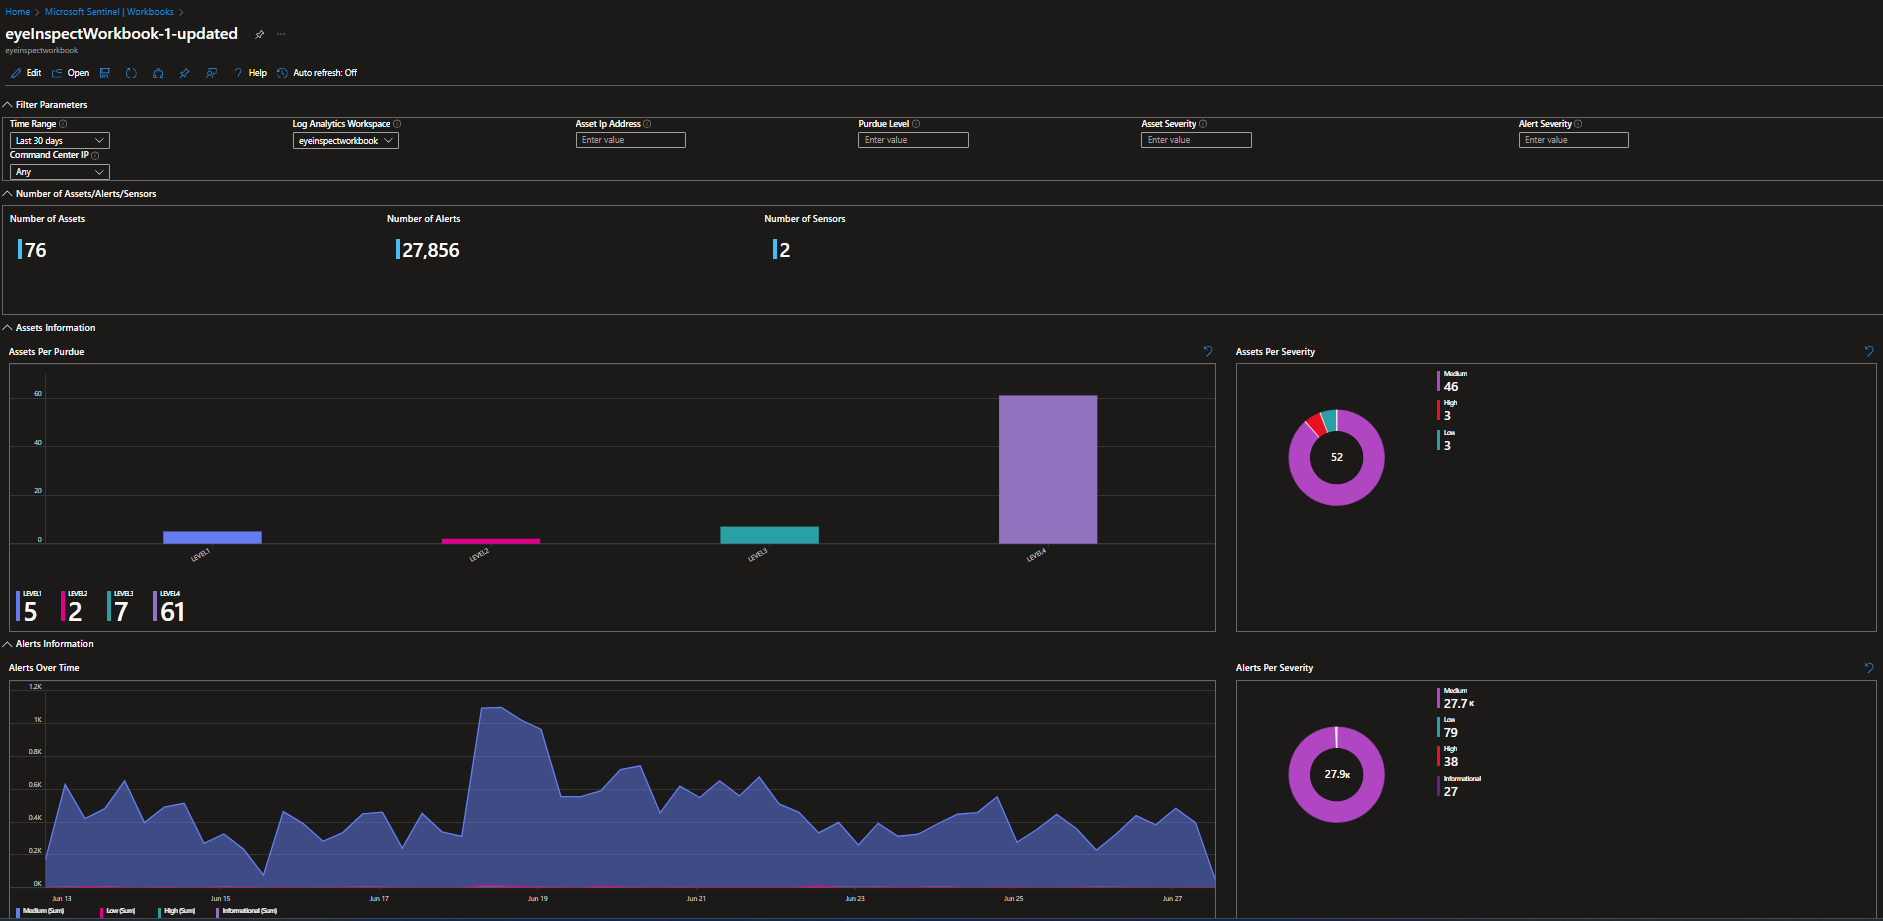 Home > Microsoft Sentinel | Workbooks >
eyeInspectWorkbook-1-updated ...
eyeinspectworkbook
Edit Open Help Auto refresh: Off
Filter Parameters
Time Range Log Analytics Workspace Asset Ip Address Purdue Level Asset Severity Alert Severity
Last 30 days eyeinspectworkbook Enter value Enter value Enter value Enter value
Command Center IP
Any
Number of Assets/Alerts/Sensors
Number of Assets Number of Alerts Number of Sensors
76 27,856 2
Assets Information
Assets Per Purdue
60
40
20
0
LEVEL1 LEVEL2 LEVEL3 LEVEL4
LEVEL1 LEVEL2 LEVEL3 LEVEL4
5 2 7 61
Assets Per Severity
52
Medium
46
High
3
Low
3
Alerts Information
Alerts Over Time
1.2K
1K
0.8K
0.6K
0.4K
0.2K
0K
Jun 13 Jun 15 Jun 17 Jun 19 Jun 21 Jun 23 Jun 25 Jun 27
Medium (Sum) Low (Sum) High (Sum) Informational (Sum)
Alerts Per Severity
27.9K
Medium
27.7 K
Low
79
High
38
Informational
27